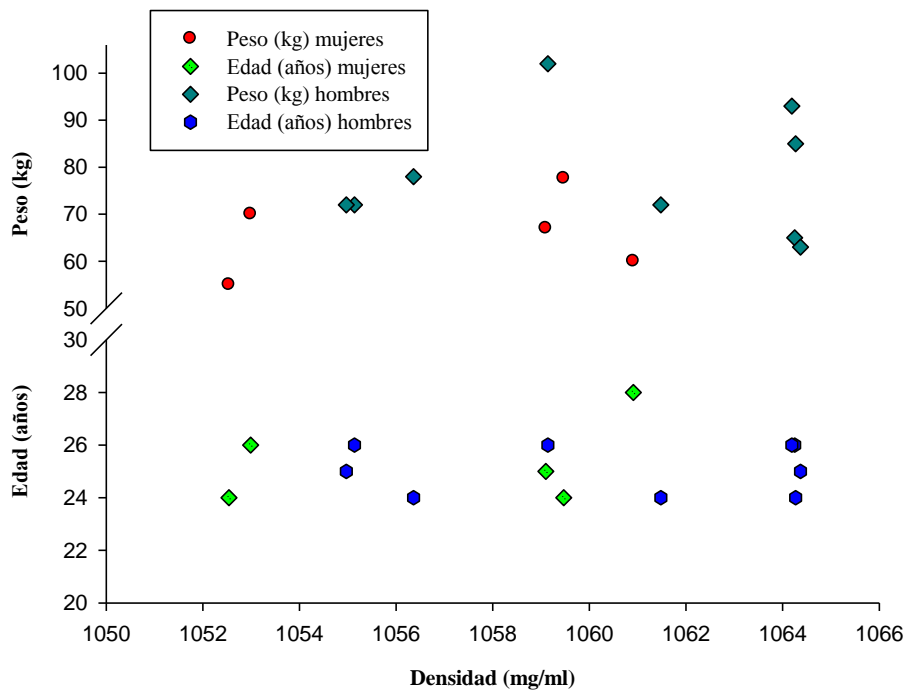 Peso (kg) mujeres
Edad (años) mujeres
Peso (kg) hombres
Edad (años) hombres
Peso (kg)
100
90
80
70
60
50
30
Edad (años)
28
26
24
22
20
1050 1052 1054 1056 1058 1060 1062 1064 1066
Densidad (mg/ml)